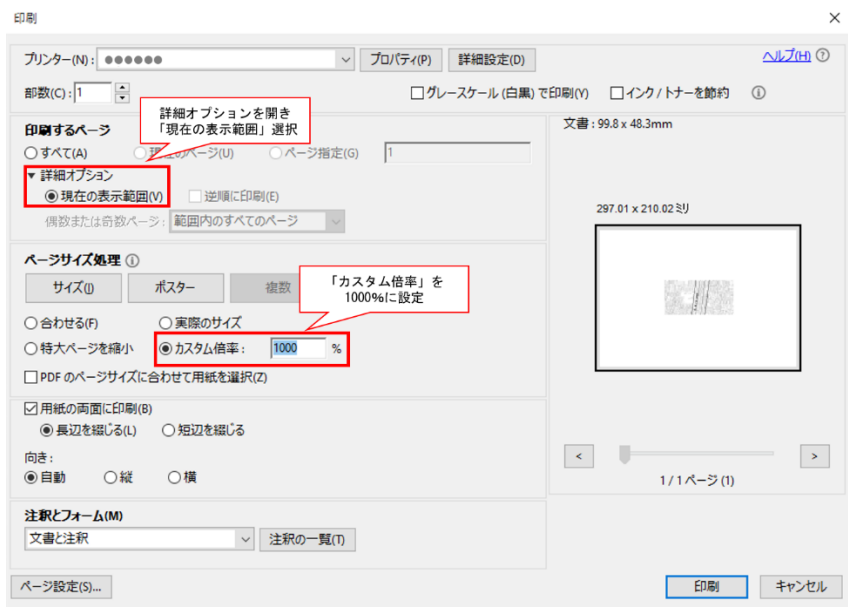 印刷
プリンター(N): ●●●●●● プロパティ(P) 詳細設定(D) ヘルプ(H)
部数(C): 1 グレースケール (白黒) で印刷(Y) インク / トナーを節約
詳細オプションを開き
「現在の表示範囲」選択
印刷するページ
すべて(A) 現在のページ(U) ページ指定(G) 1
▼ 詳細オプション
現在の表示範囲(V) 逆順に印刷(E)
偶数または奇数ページ: 範囲内のすべてのページ
ページサイズ処理
サイズ(I) ポスター 複数
「カスタム倍率」を
1000%に設定
合わせる(F) 実際のサイズ
特大ページを縮小 カスタム倍率: 1000 %
PDF のページサイズに合わせて用紙を選択(Z)
用紙の両面に印刷(B)
長辺を綴じる(L) 短辺を綴じる
向き:
自動 縦 横
注釈とフォーム(M)
文書と注釈 注釈の一覧(T)
文書: 99.8 x 48.3mm
297.01 x 210.02 ミリ
< >
1 / 1 ページ (1)
ページ設定(S)... 印刷 キャンセル